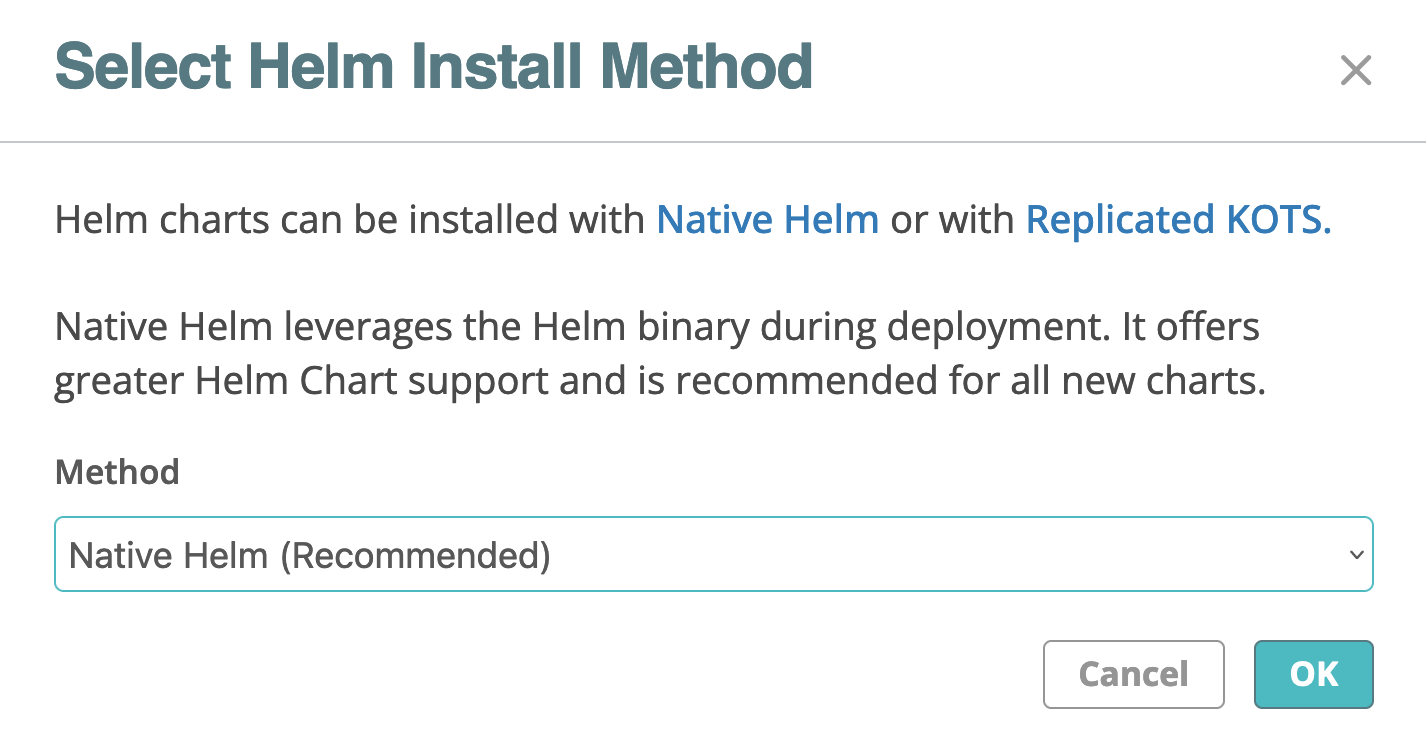 Select Helm Install Method
Helm charts can be installed with Native Helm or with Replicated KOTS.
Native Helm leverages the Helm binary during deployment. It offers
greater Helm Chart support and is recommended for all new charts.
Method
Native Helm (Recommended)
Cancel OK